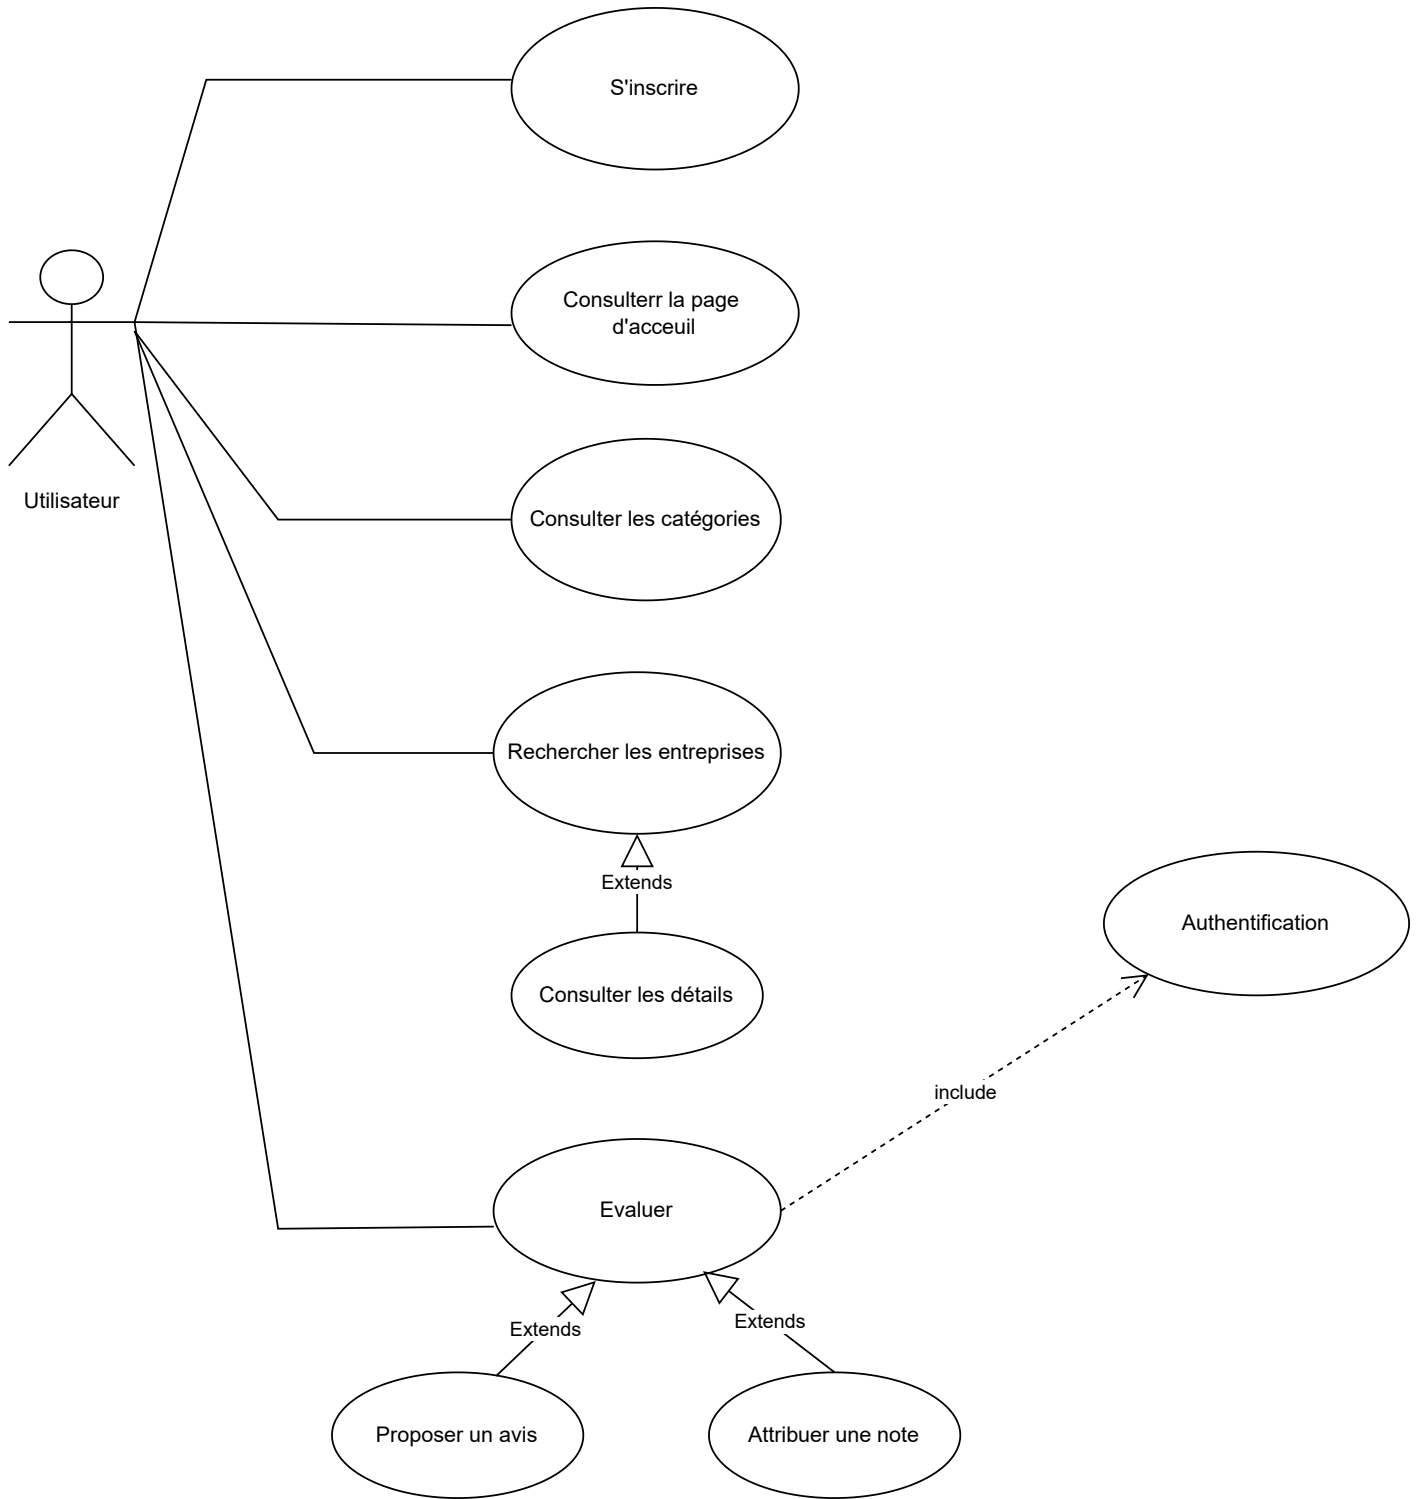 S'inscrire
Consulterr la page
d'acceuil
Utilisateur
Consulter les catégories
Rechercher les entreprises
Extends
Authentification
Consulter les détails
include
Evaluer
Extends
Extends
Proposer un avis
Attribuer une note